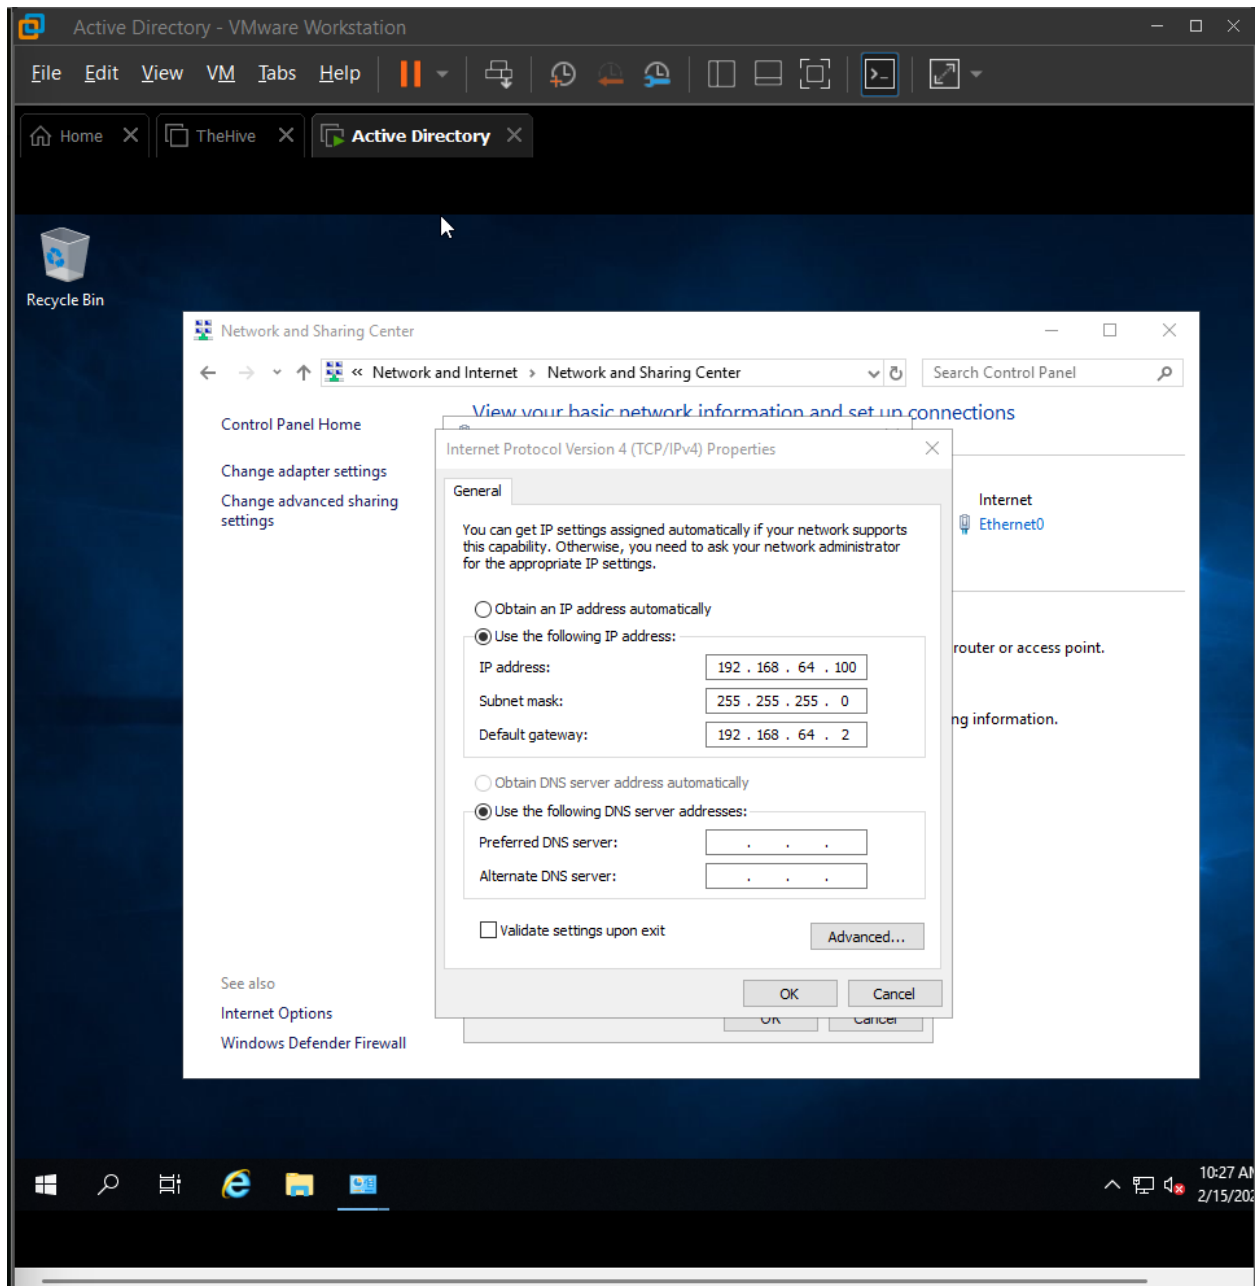 Active Directory - VMware Workstation
File Edit View VM Tabs Help
Home TheHive Active Directory
Recycle Bin
Network and Sharing Center
« Network and Internet › Network and Sharing Center
Search Control Panel
Control Panel Home
View your basic network information and set up connections
Change adapter settings
Change advanced sharing
settings
Internet Protocol Version 4 (TCP/IPv4) Properties
General
You can get IP settings assigned automatically if your network supports
this capability. Otherwise, you need to ask your network administrator
for the appropriate IP settings.
Obtain an IP address automatically
Use the following IP address:
IP address: 192 . 168 . 64 . 100
Subnet mask: 255 . 255 . 255 . 0
Default gateway: 192 . 168 . 64 . 2
Obtain DNS server address automatically
Use the following DNS server addresses:
Preferred DNS server: . . .
Alternate DNS server: . . .
Validate settings upon exit
Advanced...
OK Cancel
OK Cancel
Internet
Ethernet0
router or access point.
ng information.
See also
Internet Options
Windows Defender Firewall
10:27 A
2/15/202